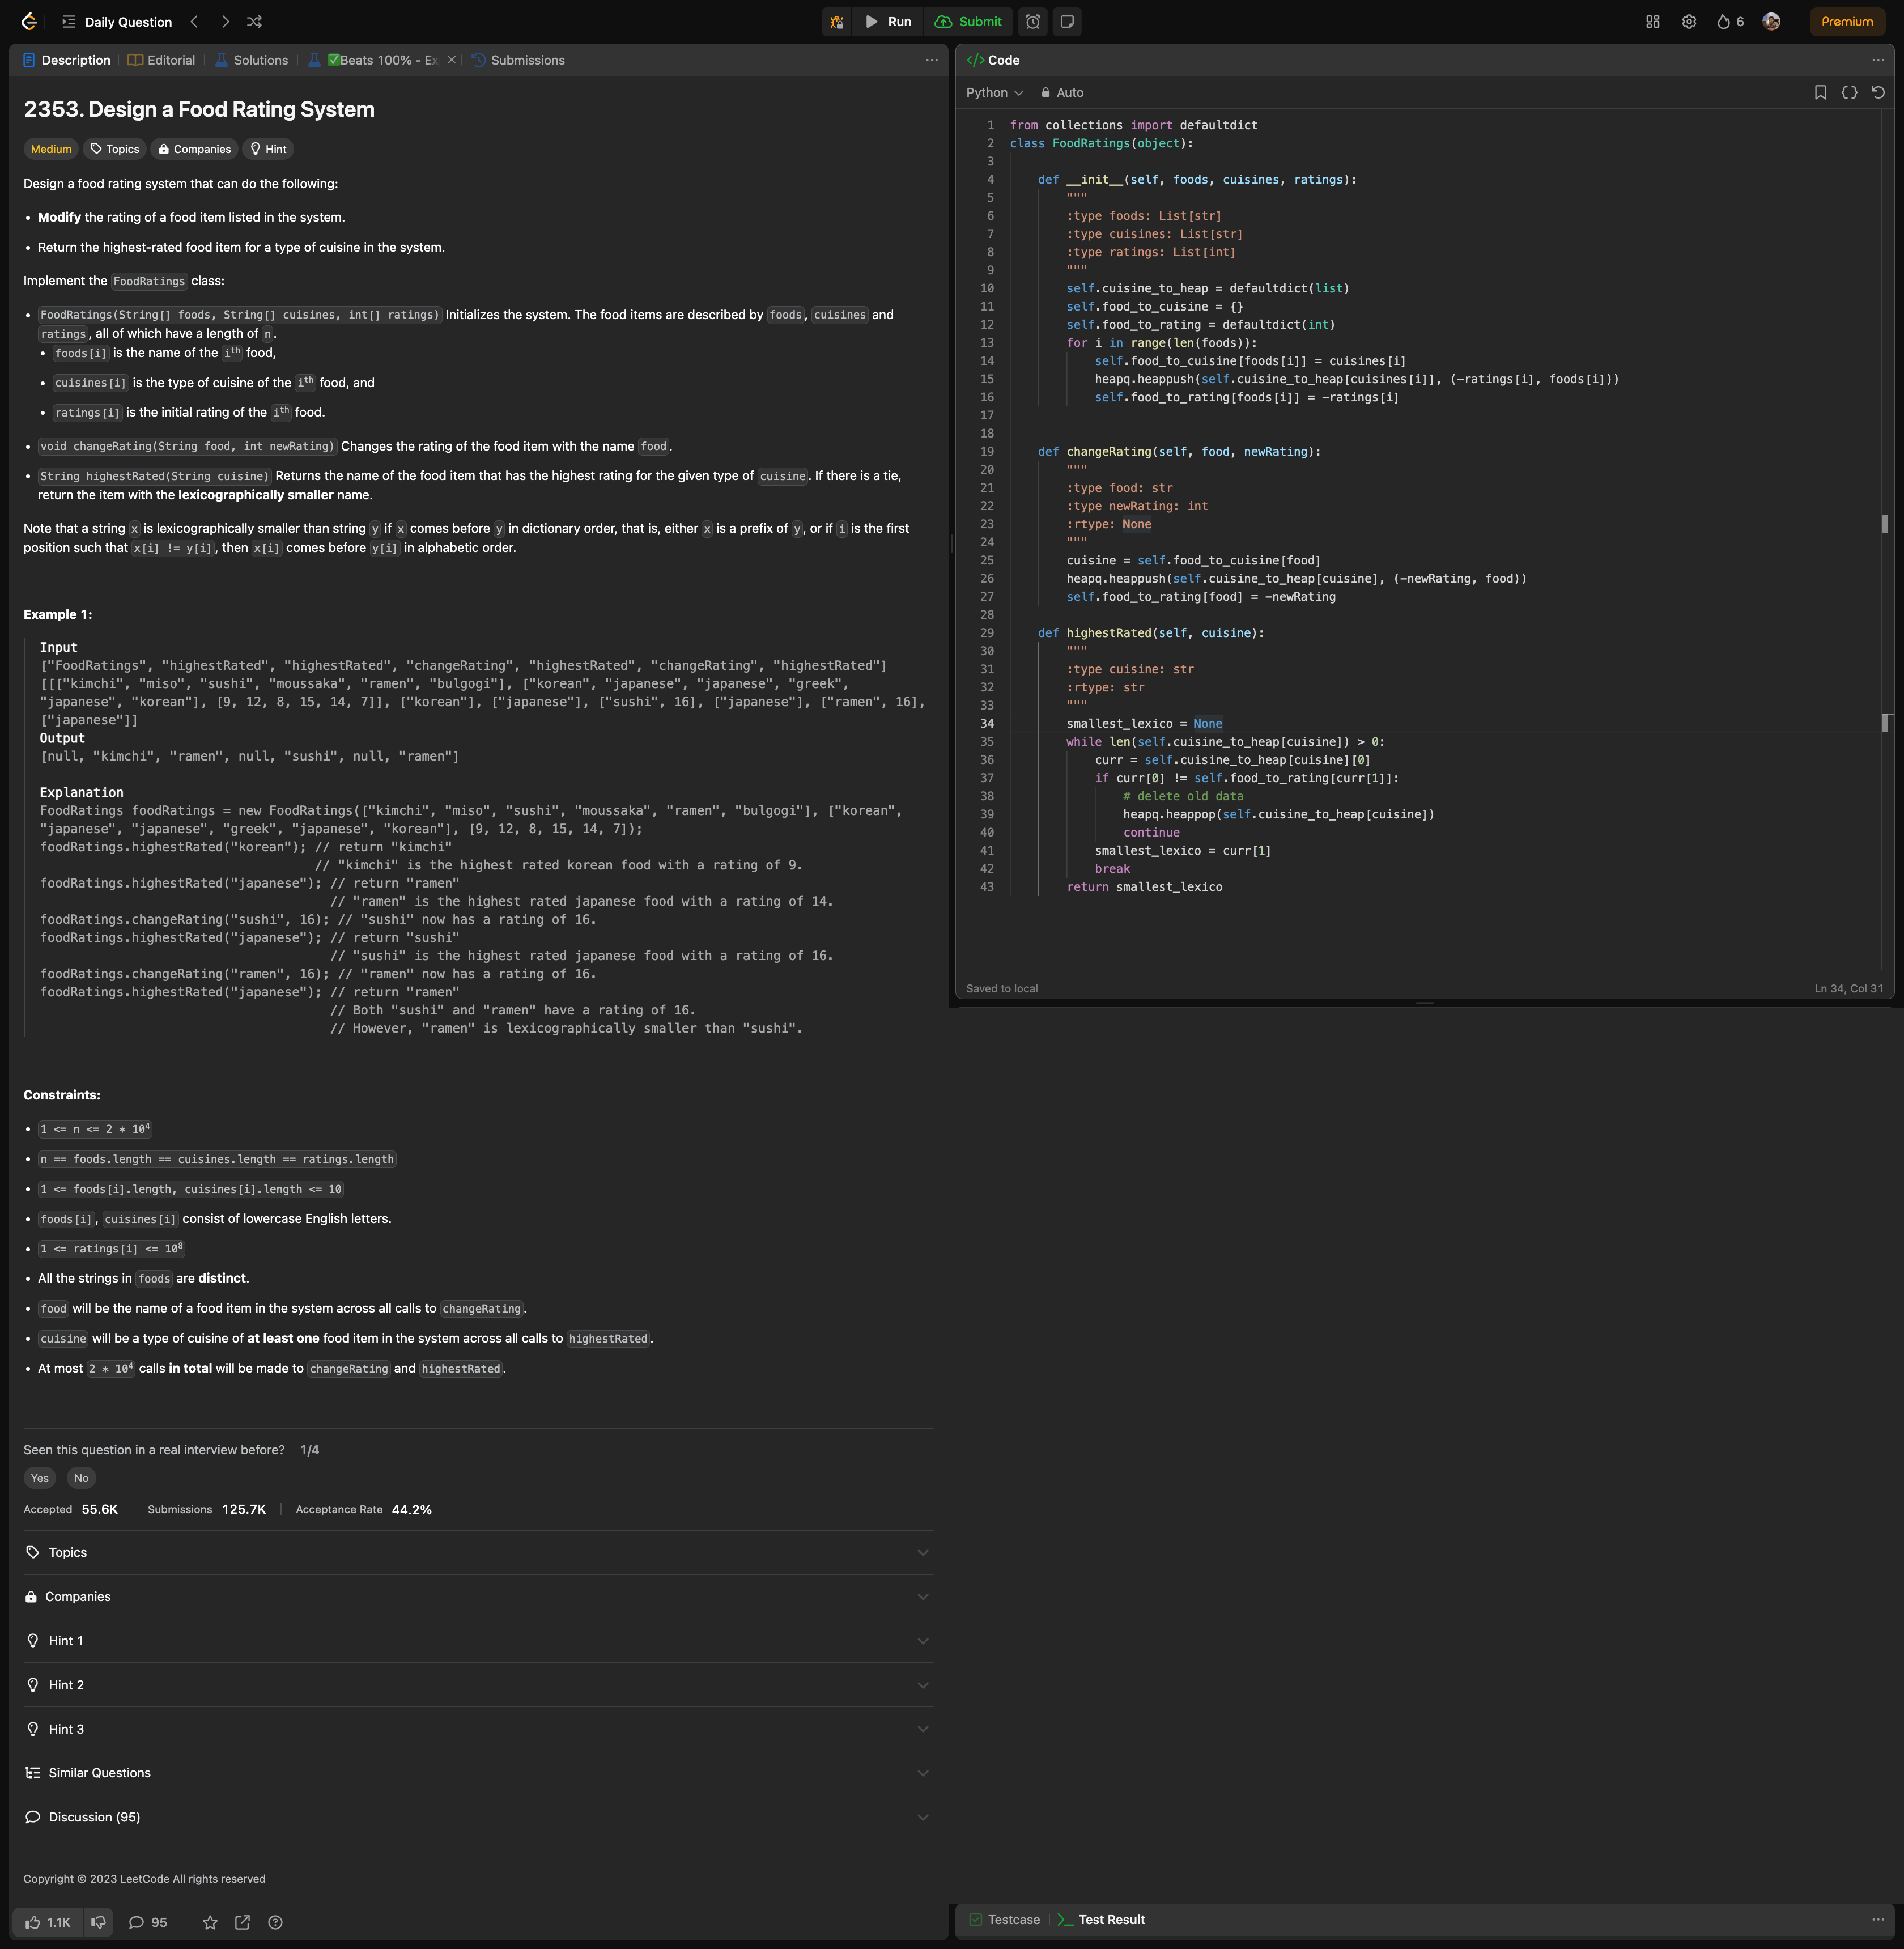 Daily Question
Run
Submit
6
Premium
Description
Editorial
Solutions
✅Beats 100% - Ex
Submissions
2353. Design a Food Rating System
Medium
Topics
Companies
Hint
Design a food rating system that can do the following:
• Modify the rating of a food item listed in the system.
• Return the highest-rated food item for a type of cuisine in the system.
Implement the FoodRatings class:
• FoodRatings(String[] foods, String[] cuisines, int[] ratings) Initializes the system. The food items are described by foods, cuisines and
ratings, all of which have a length of n.
• foods[i] is the name of the ith food,
• cuisines[i] is the type of cuisine of the ith food, and
• ratings[i] is the initial rating of the ith food.
• void changeRating(String food, int newRating) Changes the rating of the food item with the name food.
• String highestRated(String cuisine) Returns the name of the food item that has the highest rating for the given type of cuisine. If there is a tie,
return the item with the lexicographically smaller name.
Note that a string x is lexicographically smaller than string y if x comes before y in dictionary order, that is, either x is a prefix of y, or if i is the first
position such that x[i] != y[i], then x[i] comes before y[i] in alphabetic order.
Example 1:
Input
["FoodRatings", "highestRated", "highestRated", "changeRating", "highestRated", "changeRating", "highestRated"]
[[["kimchi", "miso", "sushi", "moussaka", "ramen", "bulgogi"], ["korean", "japanese", "japanese", "greek",
"japanese", "korean"], [9, 12, 8, 15, 14, 7]], ["korean"], ["japanese"], ["sushi", 16], ["japanese"], ["ramen", 16],
["japanese"]]
Output
[null, "kimchi", "ramen", null, "sushi", null, "ramen"]
Explanation
FoodRatings foodRatings = new FoodRatings(["kimchi", "miso", "sushi", "moussaka", "ramen", "bulgogi"], ["korean",
"japanese", "japanese", "greek", "japanese", "korean"], [9, 12, 8, 15, 14, 7]);
foodRatings.highestRated("korean"); // return "kimchi"
// "kimchi" is the highest rated korean food with a rating of 9.
foodRatings.highestRated("japanese"); // return "ramen"
// "ramen" is the highest rated japanese food with a rating of 14.
foodRatings.changeRating("sushi", 16); // "sushi" now has a rating of 16.
foodRatings.highestRated("japanese"); // return "sushi"
// "sushi" is the highest rated japanese food with a rating of 16.
foodRatings.changeRating("ramen", 16); // "ramen" now has a rating of 16.
foodRatings.highestRated("japanese"); // return "ramen"
// Both "sushi" and "ramen" have a rating of 16.
// However, "ramen" is lexicographically smaller than "sushi".
Constraints:
• 1 <= n <= 2 * 10^4
• n == foods.length == cuisines.length == ratings.length
• 1 <= foods[i].length, cuisines[i].length <= 10
• foods[i], cuisines[i] consist of lowercase English letters.
• 1 <= ratings[i] <= 10^8
• All the strings in foods are distinct.
• food will be the name of a food item in the system across all calls to changeRating.
• cuisine will be a type of cuisine of at least one food item in the system across all calls to highestRated.
• At most 2 * 10^4 calls in total will be made to changeRating and highestRated.
Seen this question in a real interview before? 1/4
Yes No
Accepted 55.6K Submissions 125.7K Acceptance Rate 44.2%
Topics
Companies
Hint 1
Hint 2
Hint 3
Similar Questions
Discussion (95)
Copyright © 2023 LeetCode All rights reserved
1.1K
95
</> Code
Python
Auto
1 from collections import defaultdict
2 class FoodRatings(object):
3
4 def __init__(self, foods, cuisines, ratings):
5 """
6 :type foods: List[str]
7 :type cuisines: List[str]
8 :type ratings: List[int]
9 """
10 self.cuisine_to_heap = defaultdict(list)
11 self.food_to_cuisine = {}
12 self.food_to_rating = defaultdict(int)
13 for i in range(len(foods)):
14 self.food_to_cuisine[foods[i]] = cuisines[i]
15 heapq.heappush(self.cuisine_to_heap[cuisines[i]], (-ratings[i], foods[i]))
16 self.food_to_rating[foods[i]] = -ratings[i]
17
18
19 def changeRating(self, food, newRating):
20 """
21 :type food: str
22 :type newRating: int
23 :rtype: None
24 """
25 cuisine = self.food_to_cuisine[food]
26 heapq.heappush(self.cuisine_to_heap[cuisine], (-newRating, food))
27 self.food_to_rating[food] = -newRating
28
29 def highestRated(self, cuisine):
30 """
31 :type cuisine: str
32 :rtype: str
33 """
34 smallest_lexico = None
35 while len(self.cuisine_to_heap[cuisine]) > 0:
36 curr = self.cuisine_to_heap[cuisine][0]
37 if curr[0] != self.food_to_rating[curr[1]]:
38 # delete old data
39 heapq.heappop(self.cuisine_to_heap[cuisine])
40 continue
41 smallest_lexico = curr[1]
42 break
43 return smallest_lexico
Saved to local
Ln 34, Col 31
Testcase
Test Result